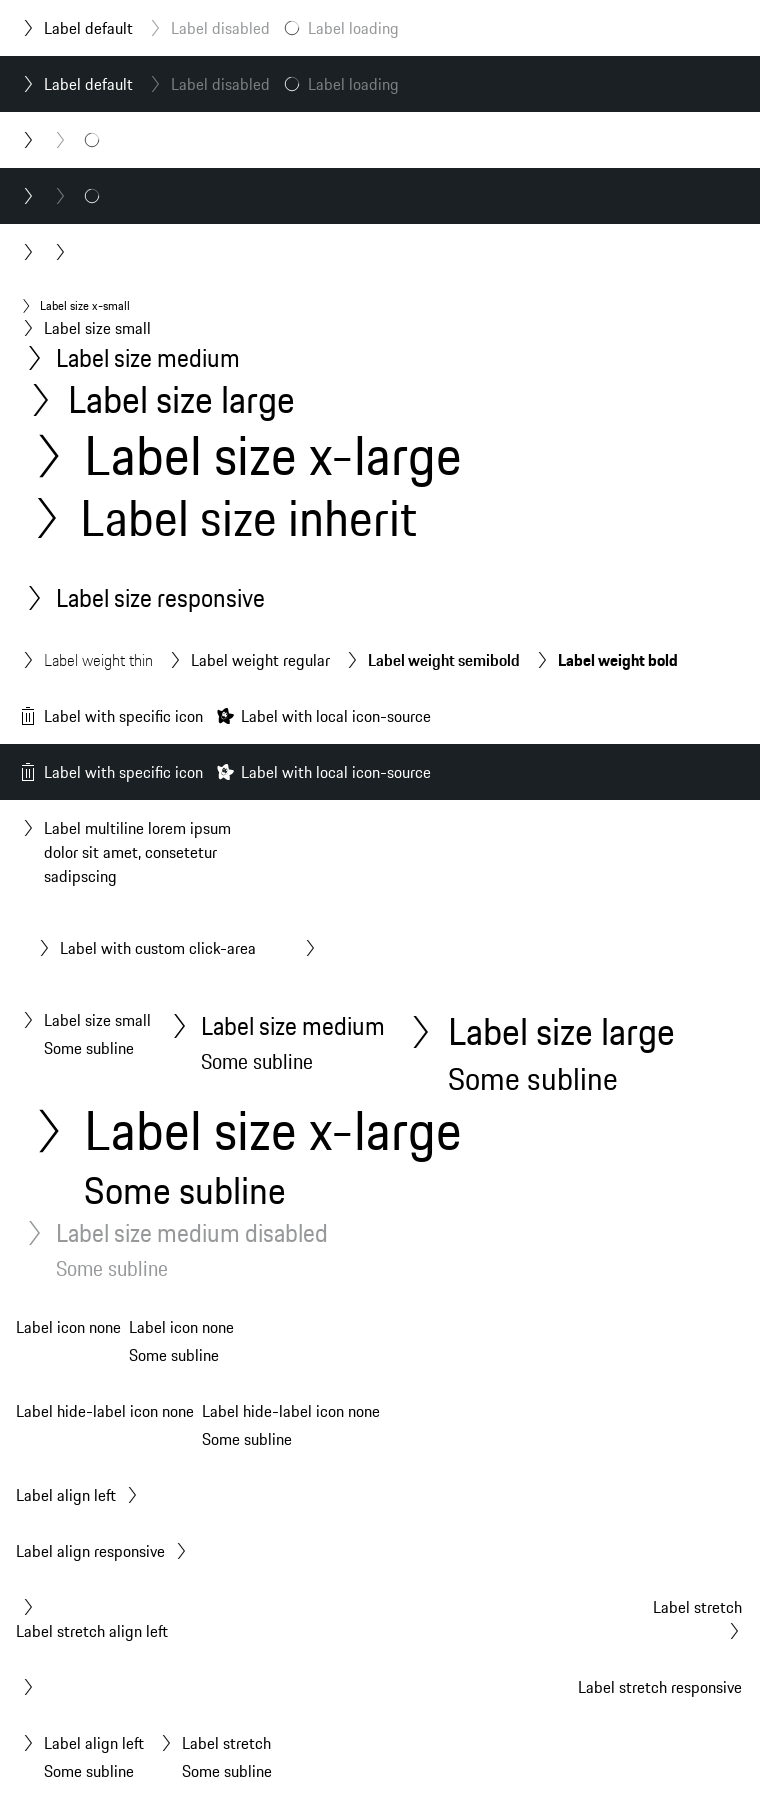 Label default Label disabled Label loading
Label default Label disabled Label loading
Label size x-small
Label size small
Label size medium
Label size large
Label size x-large
Label size inherit
Label size responsive
Label weight thin Label weight regular Label weight semibold Label weight bold
Label with specific icon Label with local icon-source
Label with specific icon Label with local icon-source
Label multiline lorem ipsum
dolor sit amet, consetetur
sadipscing
Label with custom click-area
Label size small Label size medium Label size large
Some subline Some subline Some subline
Label size x-large
Some subline
Label size medium disabled
Some subline
Label icon none Label icon none
Some subline
Label hide-label icon none Label hide-label icon none
Some subline
Label align left
Label align responsive
Label stretch
Label stretch align left
Label stretch responsive
Label align left Label stretch
Some subline Some subline